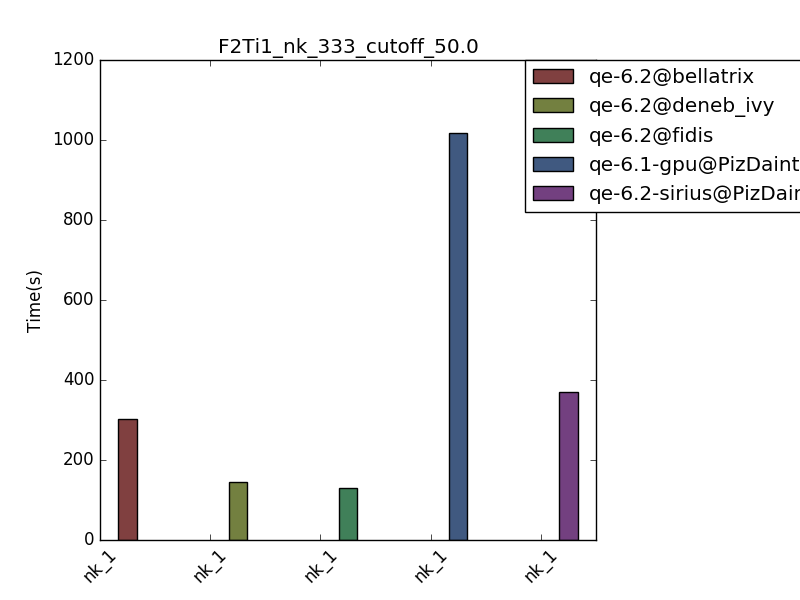 F2Ti1_nk_333_cutoff_50.0
1200
1000
800
600
400
200
0
Time(s)
qe-6.2@bellatrix
qe-6.2@deneb_ivy
qe-6.2@fidis
qe-6.1-gpu@PizDaint
qe-6.2-sirius@PizDain
nk_1
nk_1
nk_1
nk_1
nk_1